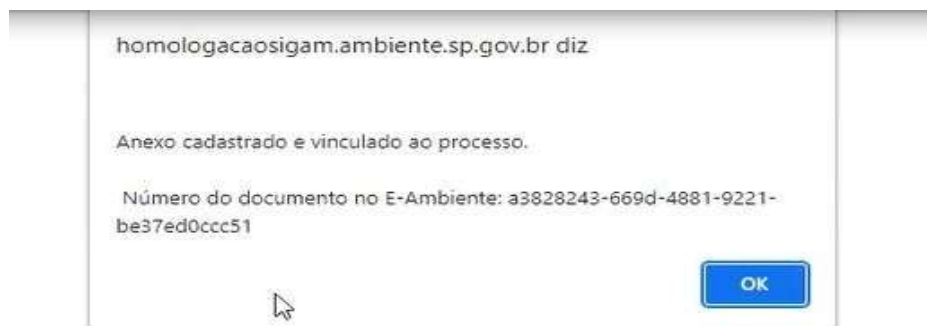 homologacaosigam.ambiente.sp.gov.br diz
Anexo cadastrado e vinculado ao processo.
Número do documento no E-Ambiente: a3828243-669d-4881-9221-
be37ed0ccc51
OK